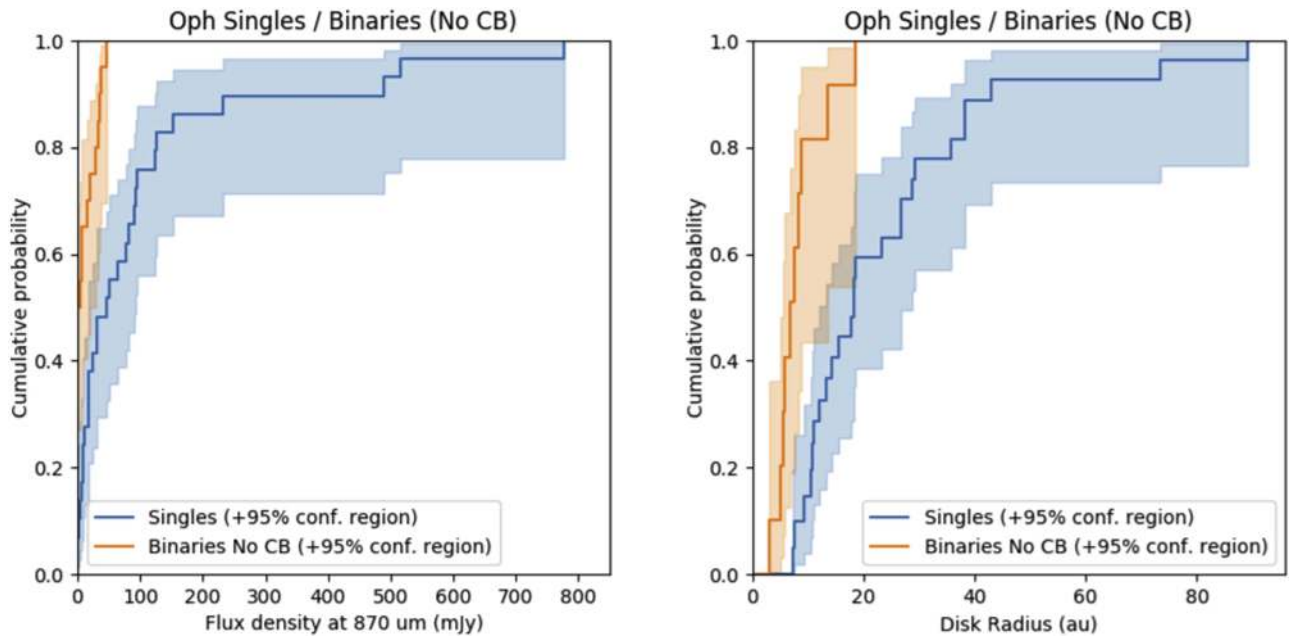 Oph Singles / Binaries (No CB)
1.0
0.8
0.6
0.4
0.2
0.0
Cumulative probability
Singles (+95% conf. region)
Binaries No CB (+95% conf. region)
0 100 200 300 400 500 600 700 800
Flux density at 870 um (mJy)
Oph Singles / Binaries (No CB)
1.0
0.8
0.6
0.4
0.2
0.0
Cumulative probability
Singles (+95% conf. region)
Binaries No CB (+95% conf. region)
0 20 40 60 80
Disk Radius (au)